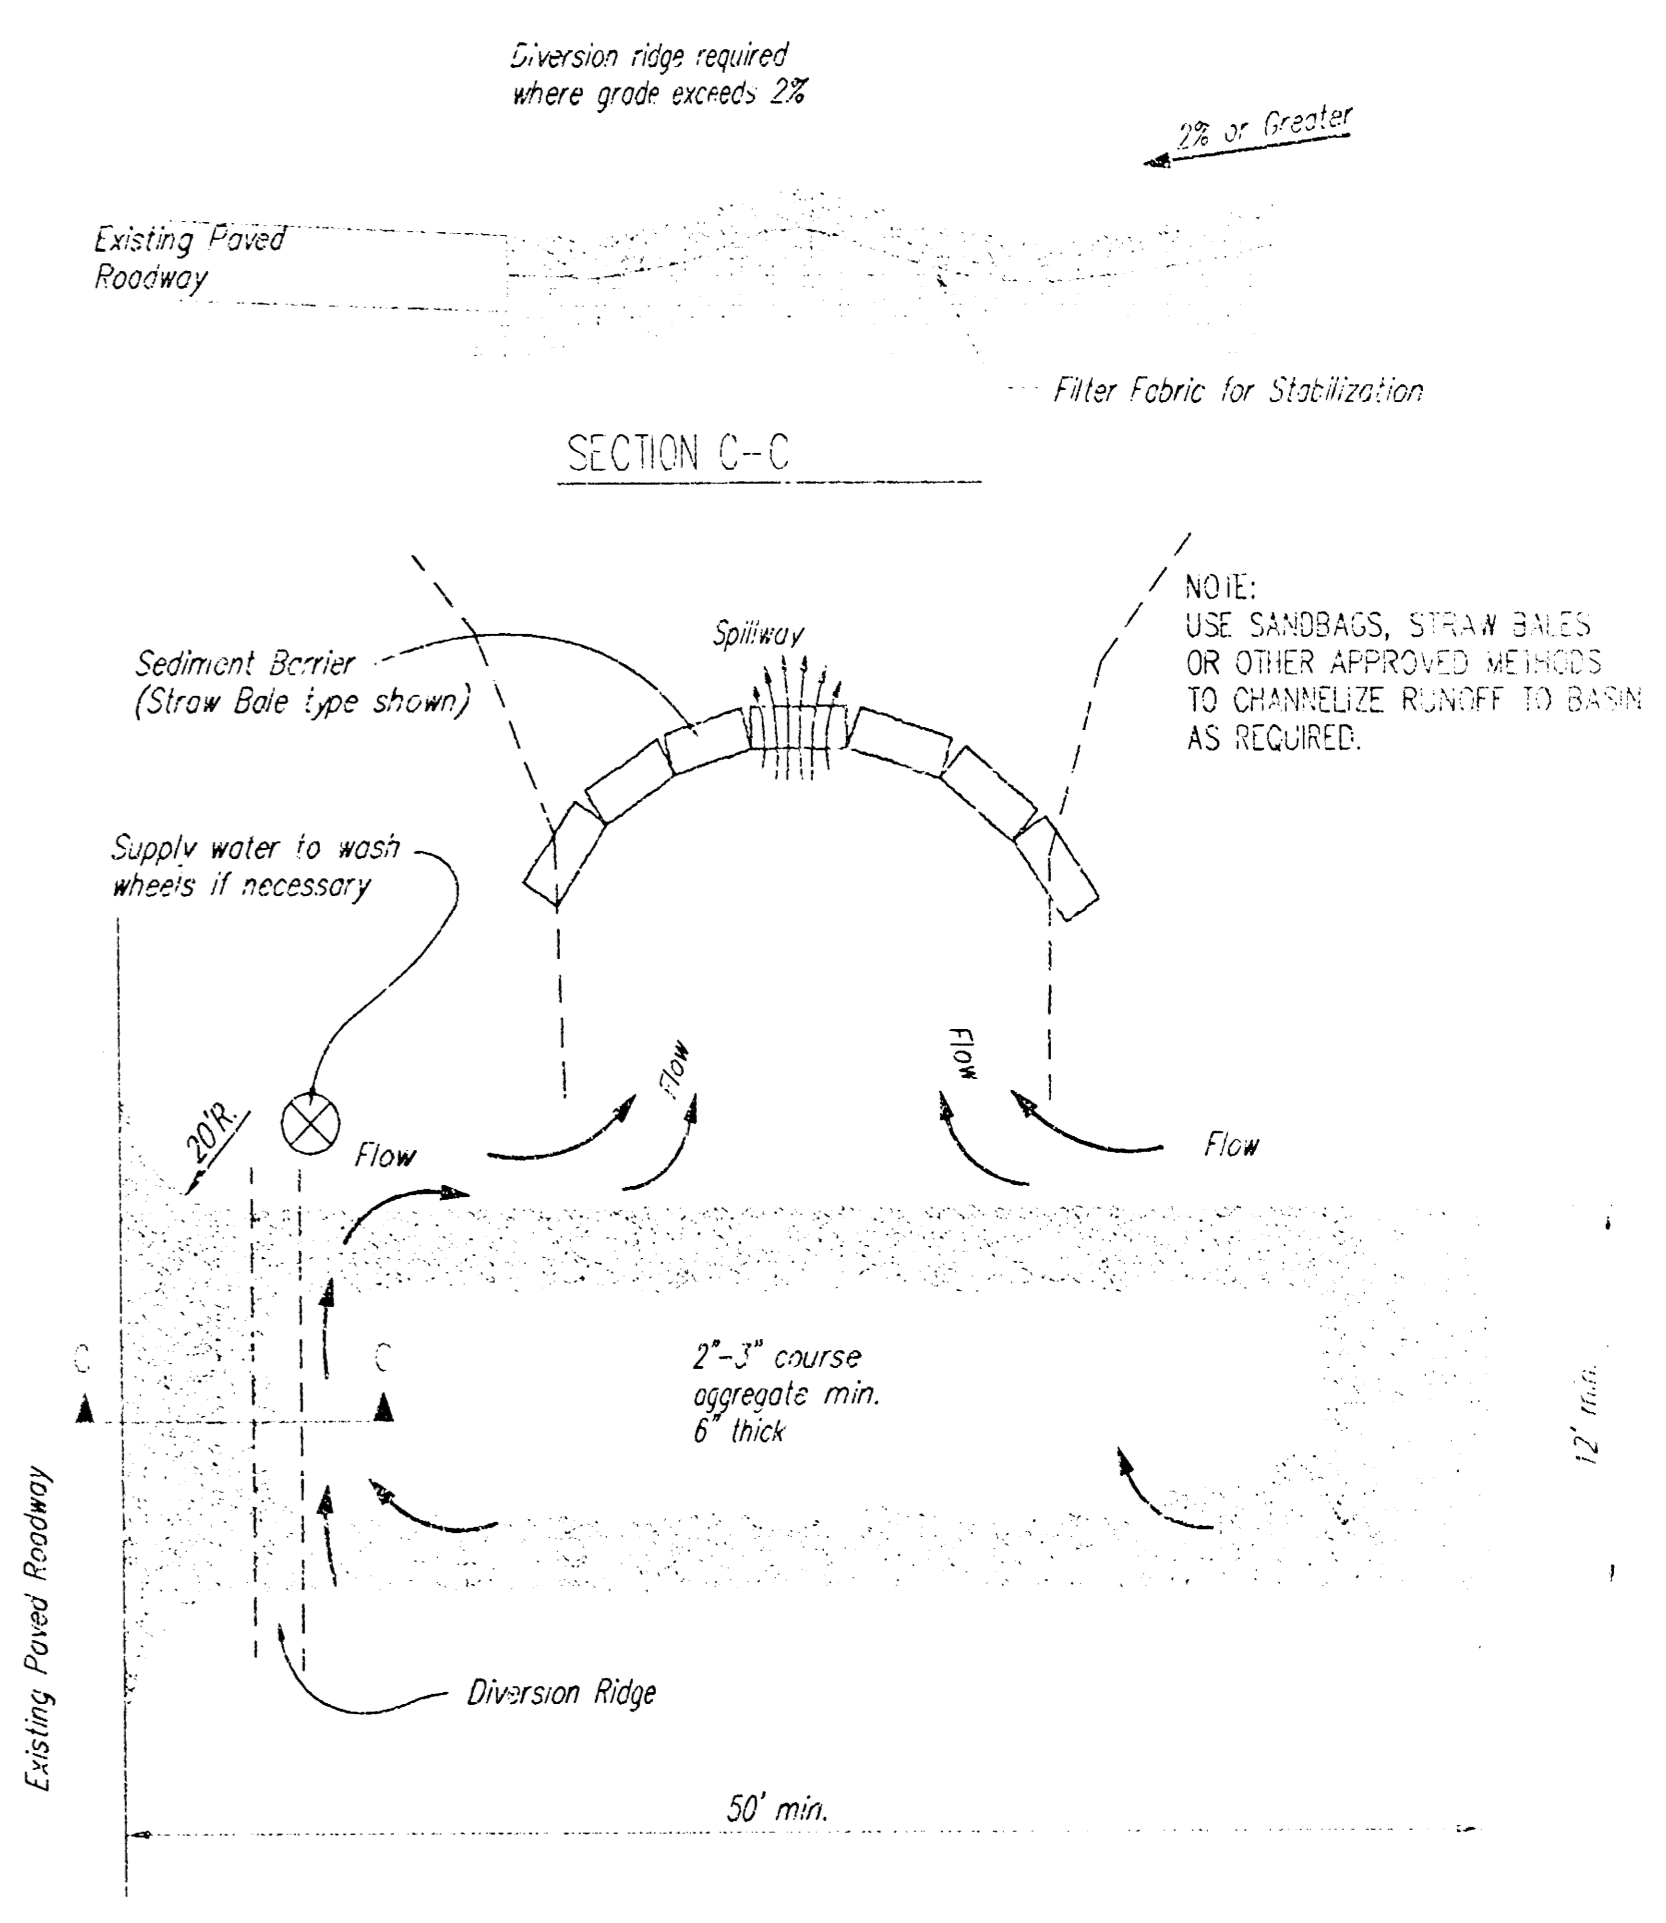 Diversion ridge required
where grade exceeds 2%
2% or Greater
Existing Paved
Roadway
Filter Fabric for Stabilization
SECTION C-C
NOTE:
USE SANDBAGS, STRAW BALES
OR OTHER APPROVED METHODS
TO CHANNELIZE RUNOFF TO BASIN
AS REQUIRED.
Spillway
Sediment Barrier
(Straw Bale type shown)
Supply water to wash
wheels if necessary
Flow
Flow
20'R.
Flow
Flow
C
C
2"-3" course
aggregate min.
6" thick
12' min.
Existing Paved Roadway
Diversion Ridge
50' min.